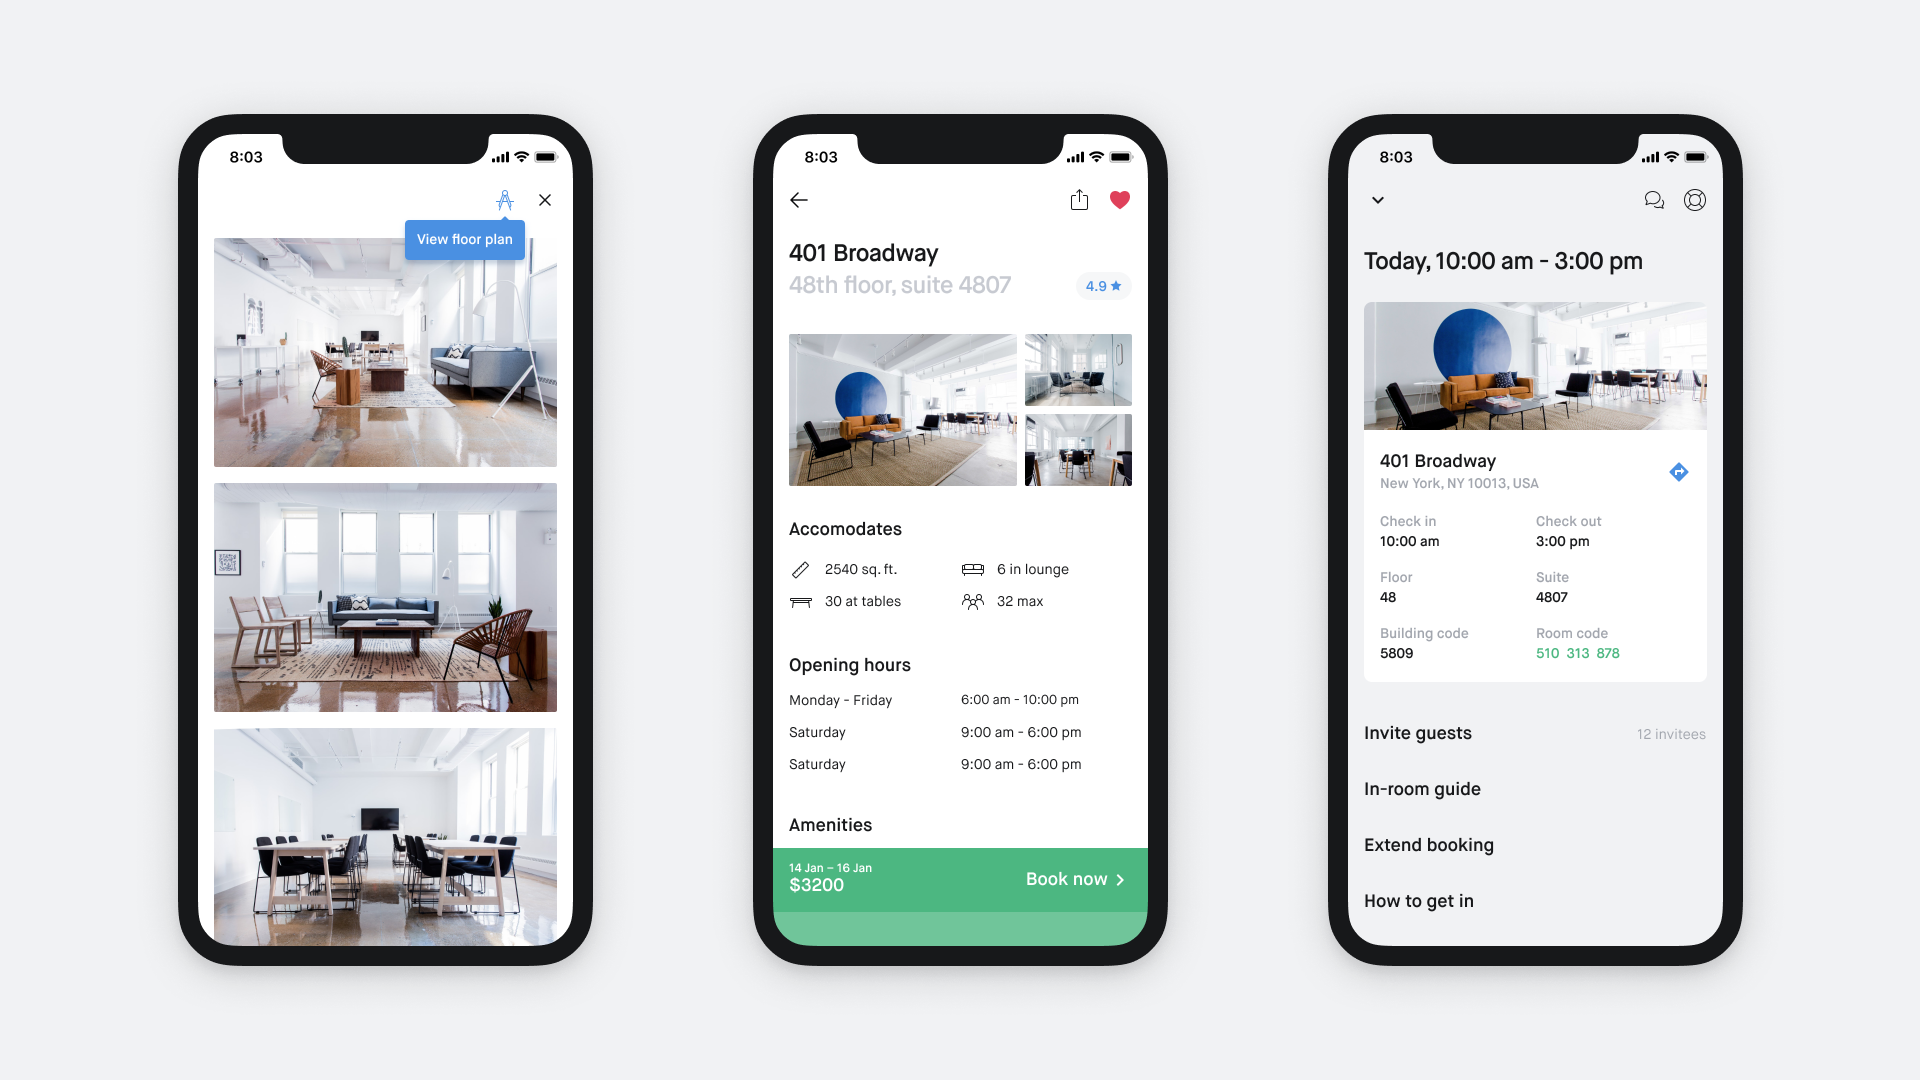 8:03
View floor plan
8:03
401 Broadway
48th floor, suite 4807
4.9
Accomodates
2540 sq. ft.
6 in lounge
30 at tables
32 max
Opening hours
Monday - Friday
6:00 am - 10:00 pm
Saturday
9:00 am - 6:00 pm
Saturday
9:00 am - 6:00 pm
Amenities
14 Jan – 16 Jan
$3200
Book now
8:03
Today, 10:00 am - 3:00 pm
401 Broadway
New York, NY 10013, USA
Check in
Check out
10:00 am
3:00 pm
Floor
Suite
48
4807
Building code
Room code
5809
510 313 878
Invite guests
12 invitees
In-room guide
Extend booking
How to get in